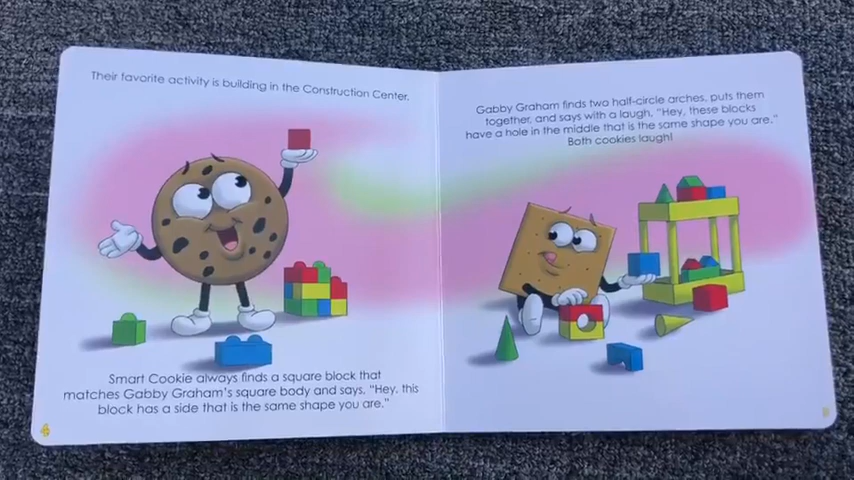 Their favorite activity is building in the Construction Center.
Smart Cookie always finds a square block that
matches Gabby Graham's square body and says, "Hey, this
block has a side that is the same shape you are."
Gabby Graham finds two half-circle arches, puts them
together, and says with a laugh, "Hey, these blocks
have a hole in the middle that is the same shape you are."
Both cookies laugh!